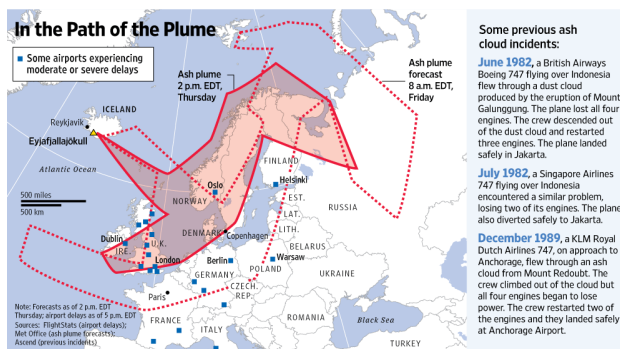 In the Path of the Plume
Some airports experiencing
moderate or severe delays
Ash plume
2 p.m. EDT,
Thursday
Ash plume
forecast
8 a.m. EDT,
Friday
ICELAND
Reykjavik
Eyjafjallajökull
Atlantic Ocean
500 miles
500 km
FINLAND
Helsinki
Oslo
NORWAY
EST.
RUSSIA
LAT.
DENMARK
Copenhagen
LITH.
Dublin
IRE.
U.K.
London
BELARUS
Berlin
Warsaw
POLAND
GERMANY
UKRAINE
Paris
CZECH.
REP.
FRANCE
ITALY
ROMANIA
Black Sea
TURKEY
Note: Forecasts as of 2 p.m. EDT
Thursday; airport delays as of 5 p.m. EDT
Sources: FlightStats (airport delays);
Met Office (ash plume forecasts);
Ascend (previous incidents)
Some previous ash
cloud incidents:
June 1982, a British Airways
Boeing 747 flying over Indonesia
flew through a dust cloud
produced by the eruption of Mount
Galunggung. The plane lost all four
engines. The crew descended out
of the dust cloud and restarted
three engines. The plane landed
safely in Jakarta.
July 1982, a Singapore Airlines
747 flying over Indonesia
encountered a similar problem,
losing two of its engines. The plane
also diverted safely to Jakarta.
December 1989, a KLM Royal
Dutch Airlines 747, on approach to
Anchorage, flew through an ash
cloud from Mount Redoubt. The
crew climbed out of the cloud but
all four engines began to lose
power. The crew restarted two of
the engines and they landed safely
at Anchorage Airport.